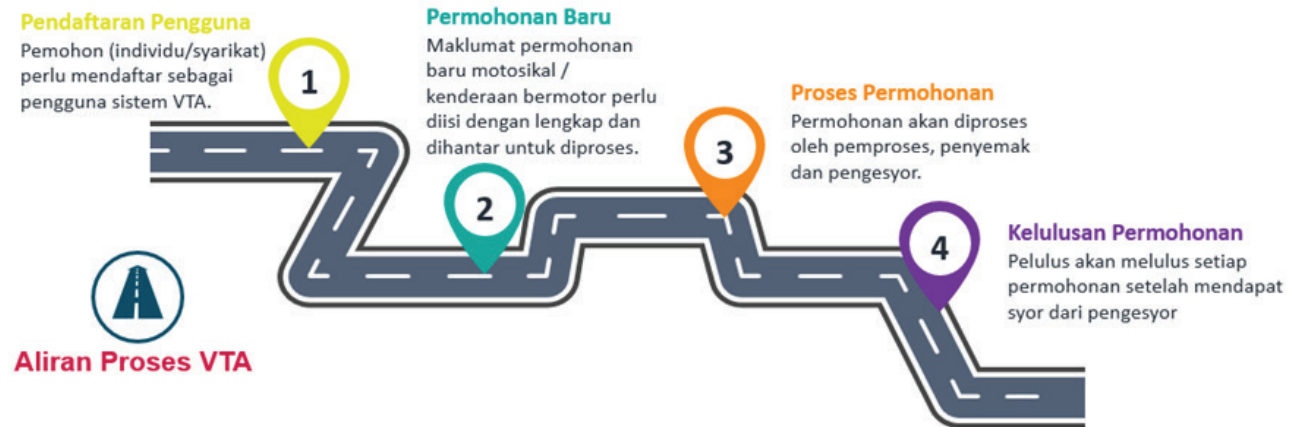 Pendaftaran Pengguna
Pemohon (individu/syarikat)
perlu mendaftar sebagai
pengguna sistem VTA.
1
Permohonan Baru
Maklumat permohonan
baru motosikal /
kenderaan bermotor perlu
diisi dengan lengkap dan
dihantar untuk diproses.
2
Proses Permohonan
Permohonan akan diproses
oleh pemproses, penyemak
dan pengesyor.
3
Kelulusan Permohonan
Pelulus akan melulus setiap
permohonan setelah mendapat
syor dari pengesyor
4
Aliran Proses VTA